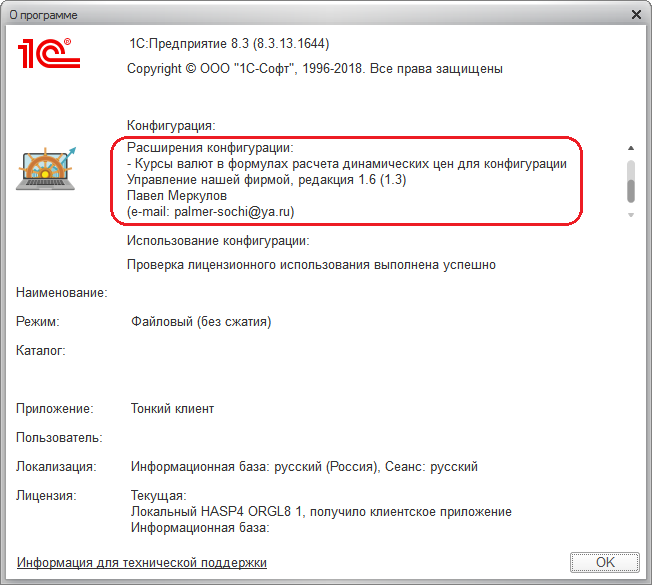 О программе
1С®
1С:Предприятие 8.3 (8.3.13.1644)
Copyright © ООО "1С-Софт", 1996-2018. Все права защищены
Конфигурация:
Расширения конфигурации:
- Курсы валют в формулах расчета динамических цен для конфигурации
Управление нашей фирмой, редакция 1.6 (1.3)
Павел Меркулов
(e-mail: palmer-sochi@ya.ru)
Использование конфигурации:
Проверка лицензионного использования выполнена успешно
Наименование:
Режим: Файловый (без сжатия)
Каталог:
Приложение: Тонкий клиент
Пользователь:
Локализация: Информационная база: русский (Россия), Сеанс: русский
Лицензия: Текущая:
Локальный HASP4 ORGL8 1, получило клиентское приложение
Информационная база:
Информация для технической поддержки
OK